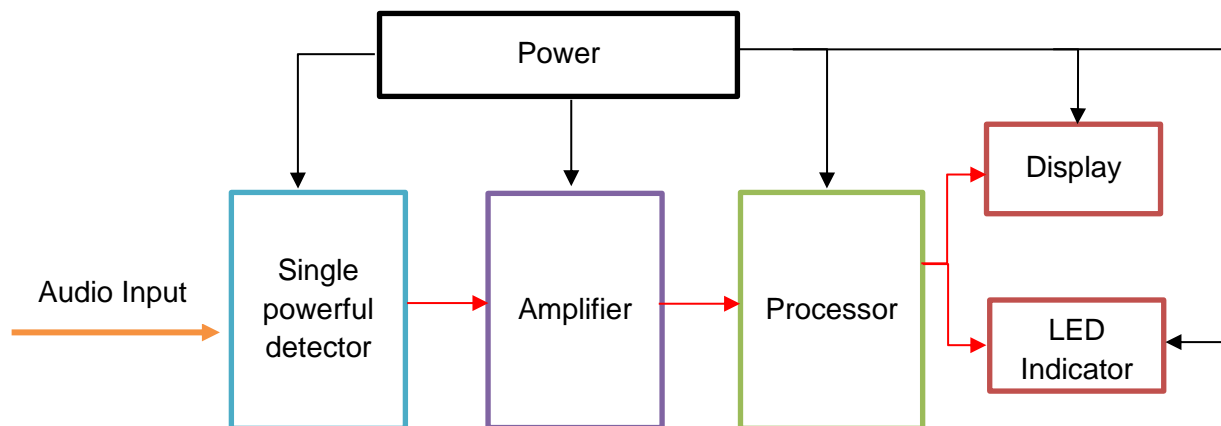 Power
Display
Single
powerful
detector
Audio Input
Amplifier
Processor
LED
Indicator